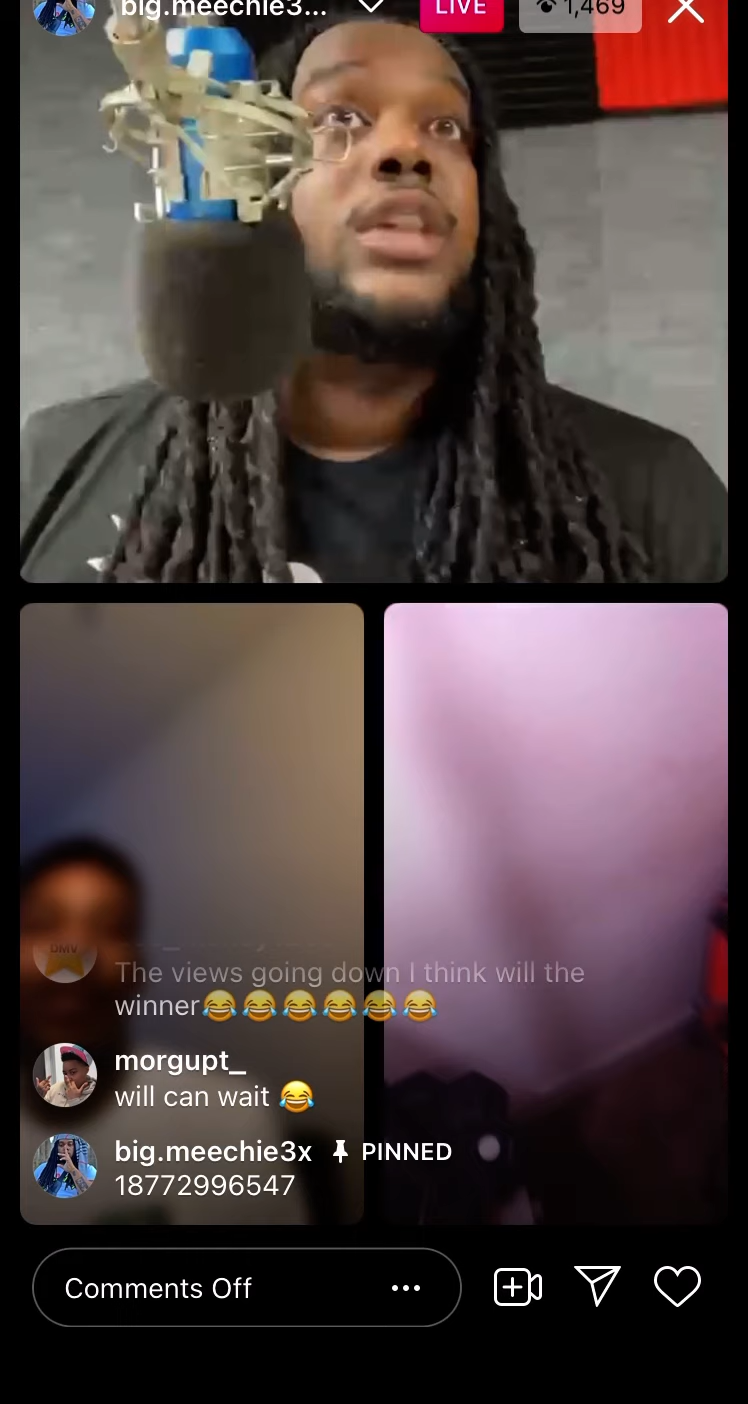 big.meechie3...
LIVE
1,469
DMV
The views going down I think will the
winner😂😂😂😂😂😂
morgupt_
will can wait 😂
big.meechie3x PINNED
18772996547
Comments Off